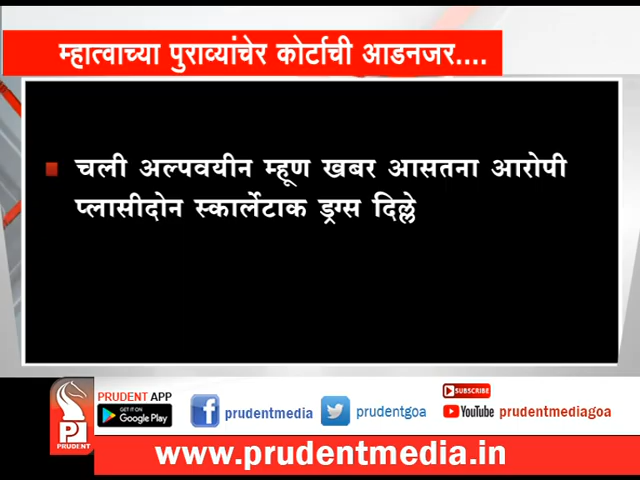 म्हात्वाच्या पुराव्यांचेर कोर्टाची आडनजर....
चली अल्पवयीन म्हूण खबर आसतना आरोपी
प्लासीदोन स्कार्लेटाक ड्रग्स दिल्ले
PRUDENT
PRUDENT APP
GET IT ON
Google Play
prudentmedia
prudentgoa
SUBSCRIBE
YouTube prudentmediagoa
www.prudentmedia.in